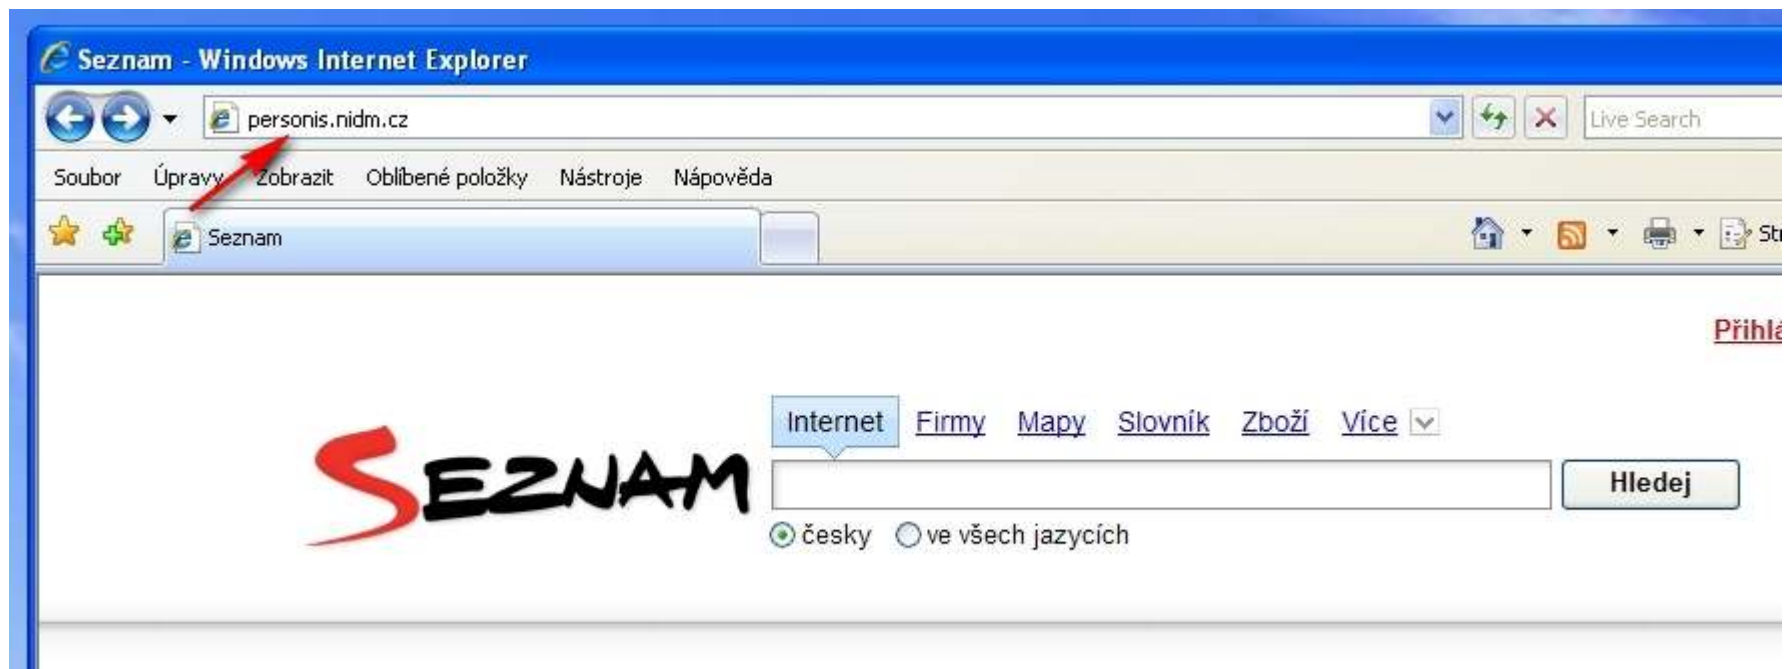 Seznam - Windows Internet Explorer
personis.nidm.cz
Live Search
Soubor Úpravy Zobrazit Oblíbené položky Nástroje Nápověda
Seznam
Internet Firmy Mapy Slovník Zboží Více
SEZNAM
Hledej
česky ve všech jazycích